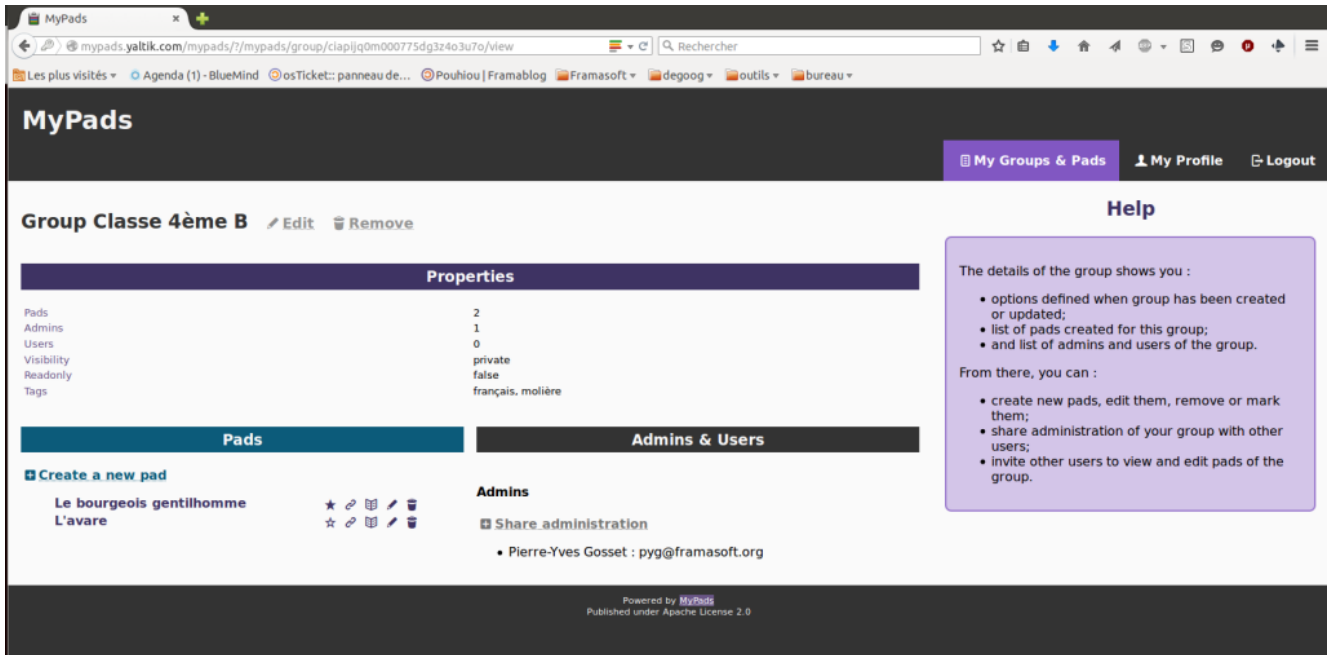 MyPads
mypads.yaltik.com/mypads/?/mypads/group/ciapijq0m000775dg3z4o3u7o/view
Rechercher
Les plus visités
Agenda (1) - BlueMind
osTicket:: panneau de...
Pouhiou | Framablog
Framasoft
degoog
outils
bureau
MyPads
My Groups & Pads
My Profile
Logout
Group Classe 4ème B
Edit
Remove
Properties
Pads 2
Admins 1
Users 0
Visibility private
Readonly false
Tags français, molière
Pads
Create a new pad
Le bourgeois gentilhomme
L'avare
Admins & Users
Admins
Share administration
• Pierre-Yves Gosset : pyg@framasoft.org
Help
The details of the group shows you :
• options defined when group has been created
or updated;
• list of pads created for this group;
• and list of admins and users of the group.
From there, you can :
• create new pads, edit them, remove or mark
them;
• share administration of your group with other
users;
• invite other users to view and edit pads of the
group.
Powered by MyPads
Published under Apache License 2.0